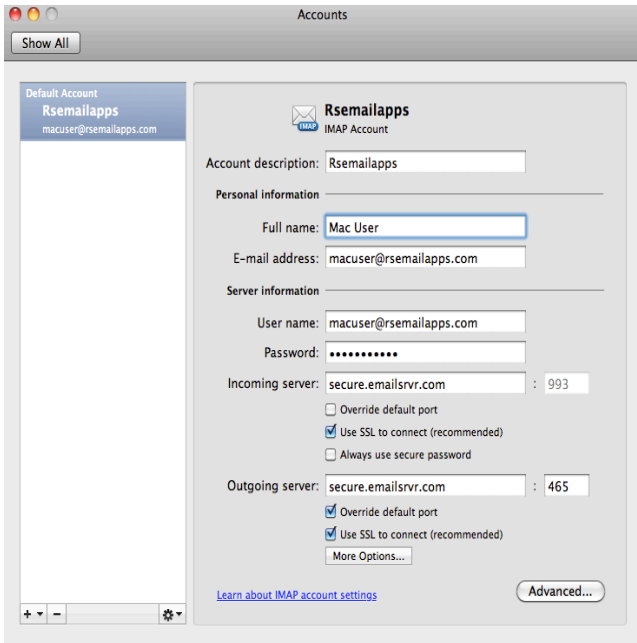 Accounts
Show All
Default Account
Rsemailapps
macuser@rsemailapps.com
Rsemailapps
IMAP
IMAP Account
Account description: Rsemailapps
Personal information
Full name: Mac User
E-mail address: macuser@rsemailapps.com
Server information
User name: macuser@rsemailapps.com
Password: •••••••••••
Incoming server: secure.emailsrvr.com : 993
Override default port
Use SSL to connect (recommended)
Always use secure password
Outgoing server: secure.emailsrvr.com : 465
Override default port
Use SSL to connect (recommended)
More Options...
Learn about IMAP account settings
Advanced...